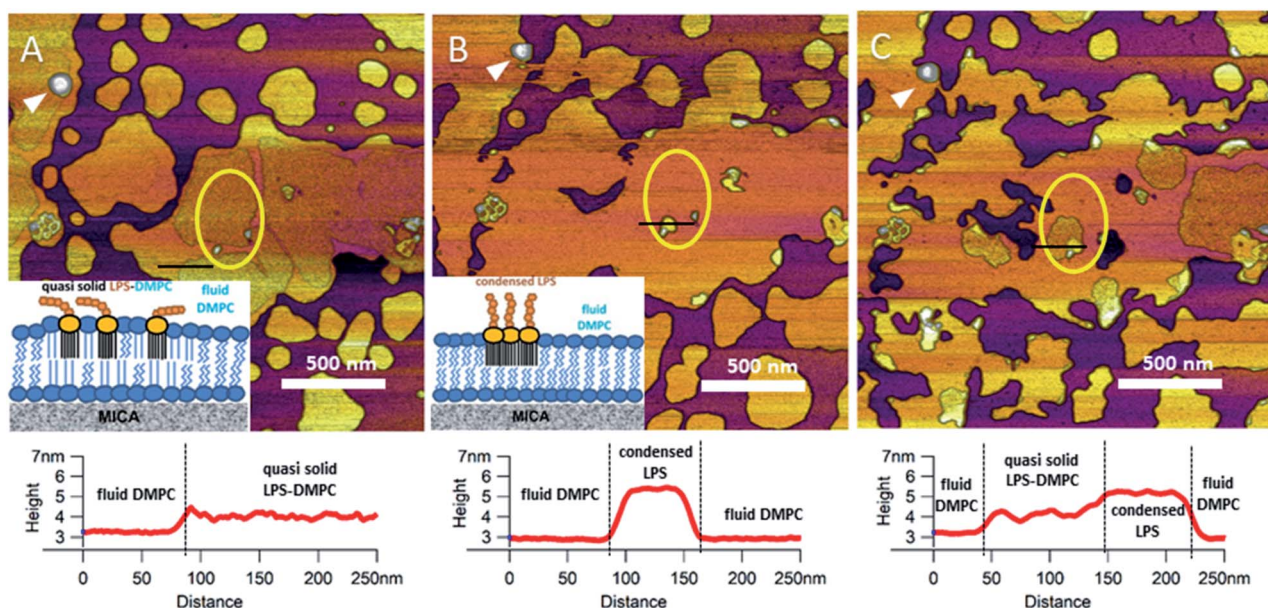 A
quasi solid LPS-DMPC
fluid
DMPC
MICA
500 nm
B
condensed LPS
fluid
DMPC
MICA
500 nm
C
500 nm
7nm
6
5
4
3
Height
fluid DMPC
quasi solid
LPS-DMPC
0 50 100 150 200 250nm
Distance
7nm
6
5
4
3
Height
fluid DMPC
condensed
LPS
fluid DMPC
0 50 100 150 200 250nm
Distance
7nm
6
5
4
3
Height
fluid
DMPC
quasi solid
LPS-DMPC
condensed
LPS
fluid
DMPC
0 50 100 150 200 250nm
Distance